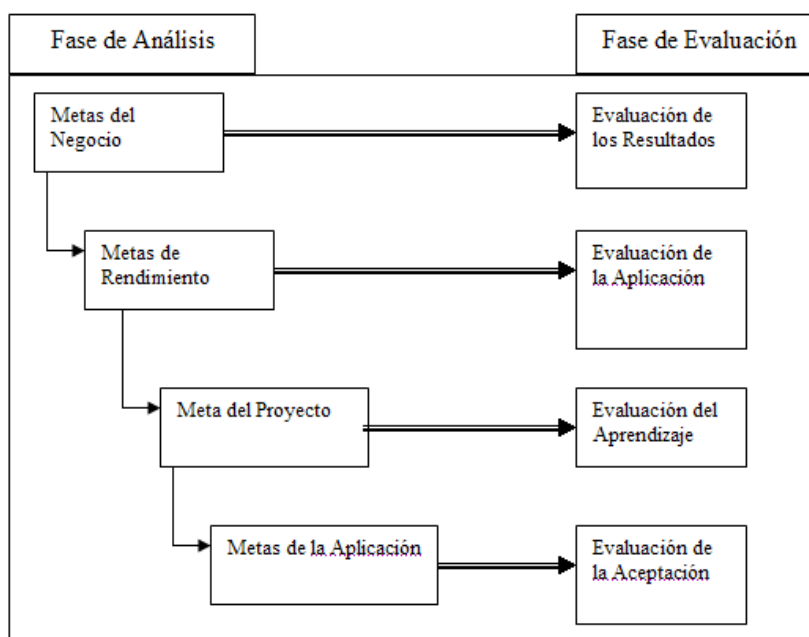 Fase de Análisis
Fase de Evaluación
Metas del
Negocio
Evaluación de
los Resultados
Metas de
Rendimiento
Evaluación de
la Aplicación
Meta del Proyecto
Evaluación del
Aprendizaje
Metas de la Aplicación
Evaluación de
la Aceptación